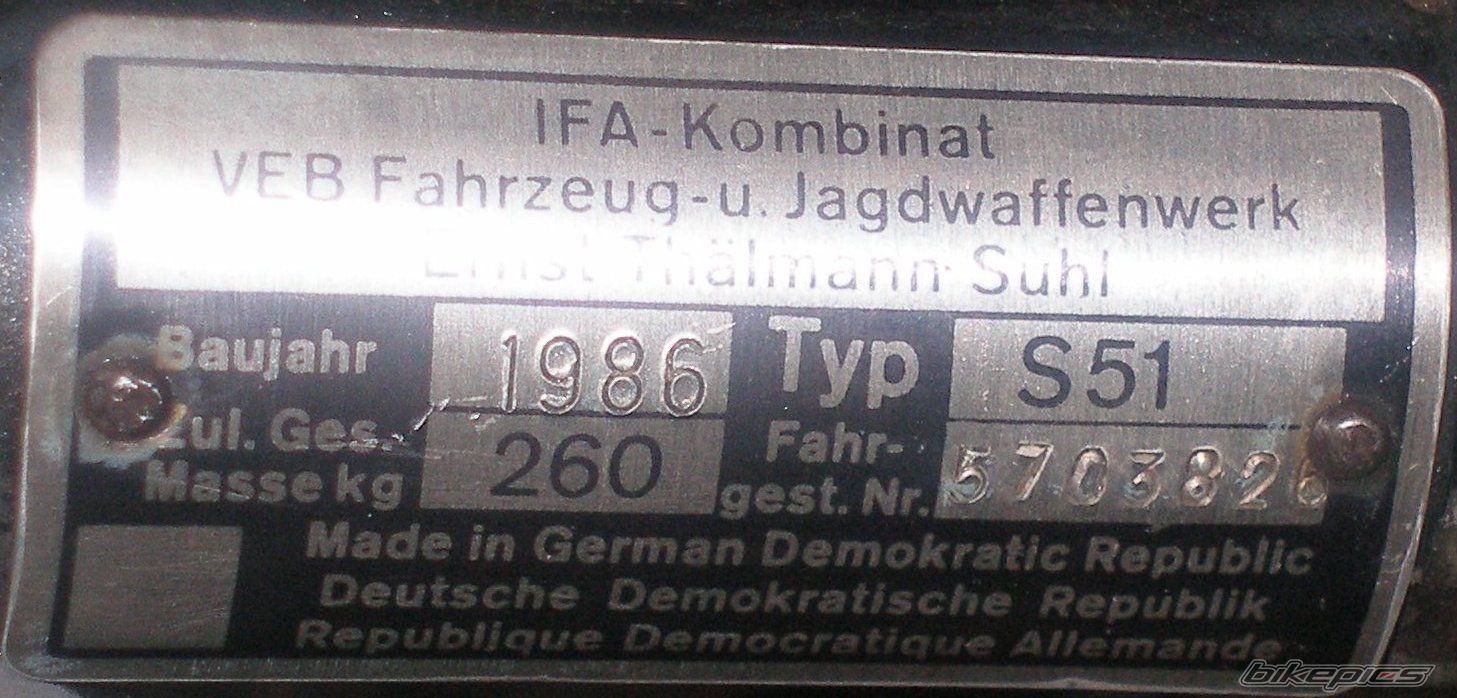 IFA-Kombinat
VEB Fahrzeug-u. Jagdwaffenwerk
Ernst Thälmann Suhl
Baujahr 1986 Typ S51
Zul. Ges. Masse kg 260 Fahr-gest. Nr. 5703826
Made in German Demokratic Republic
Deutsche Demokratische Republik
Republique Democratique Allemande
bikepics